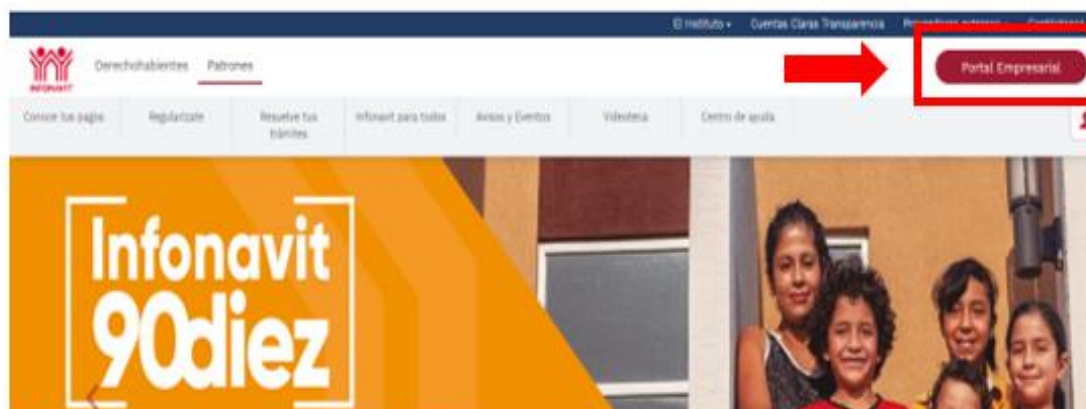 El Instituto Cuentas Claras Transparencia
INFONAVIT
Derechohabientes Patrones
Portal Empresarial
Conoce tus pagos Regularízate Resuelve tus trámites Infonavit para todos Avisos y Eventos Videoteca Centro de ayuda
Infonavit
90diez